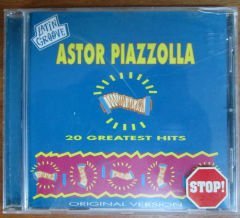 LATIN
GROOVE
ASTOR PIAZZOLLA
20 GREATEST HITS
STOP!
ORIGINAL VERSION